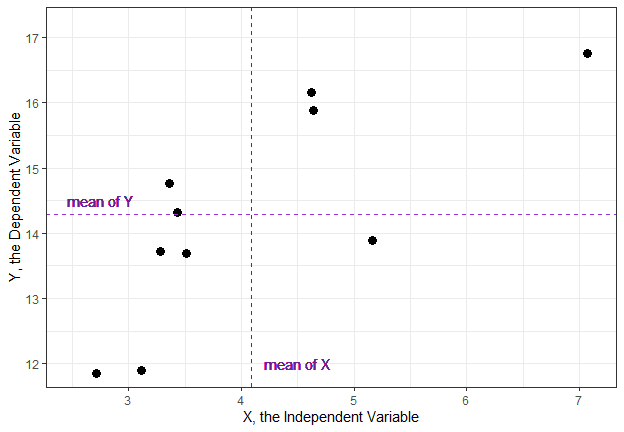 17
16
15
14
13
12
Y, the Dependent Variable
mean of Y
mean of X
3
4
5
6
7
X, the Independent Variable